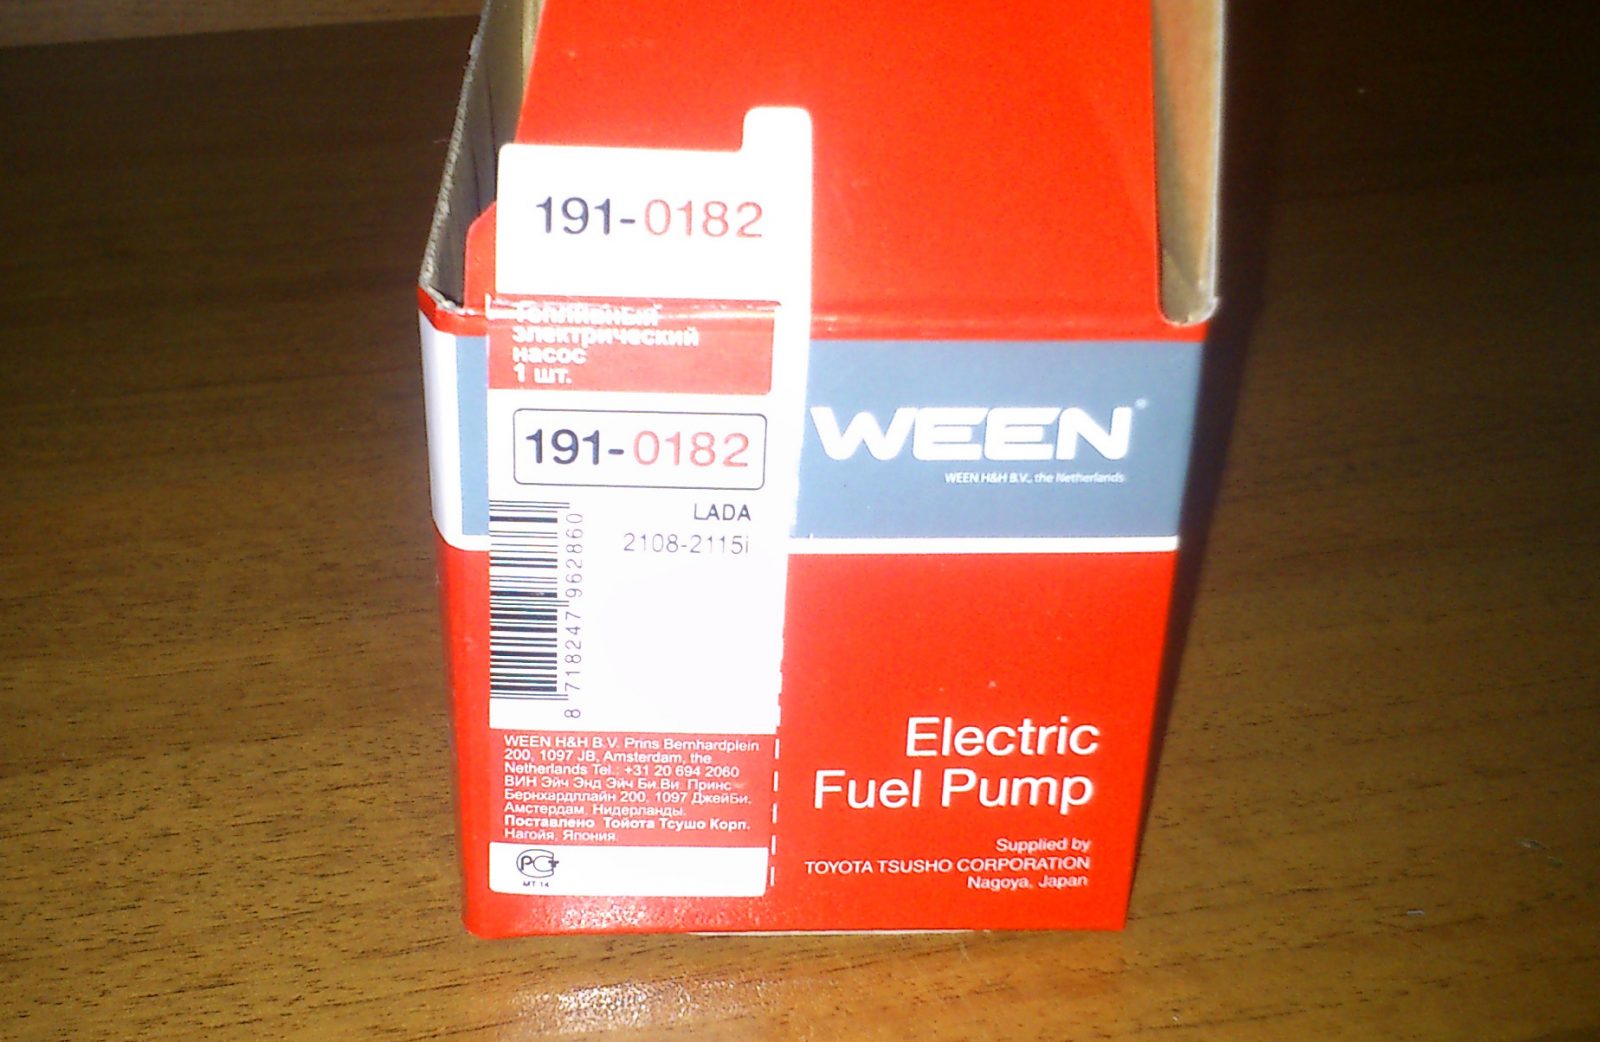 191-0182
Топливный
электрический
насос
1 шт.
191-0182
LADA
2108-2115i
8 718247 962860
WEEN H&H B.V. Prins Bernhardplein
200, 1097 JB, Amsterdam, the
Netherlands Tel.: +31 20 694 2060
ВИН Эйч Энд Эйч Би.Ви. Принс
Бернхардплайн 200, 1097 ДжейБи,
Амстердам, Нидерланды.
Поставлено Тойота Тсушо Корп.
Нагойя, Япония.
РСТ
МТ 14
WEEN
WEEN H&H B.V., the Netherlands
Electric
Fuel Pump
Supplied by
TOYOTA TSUSHO CORPORATION
Nagoya, Japan